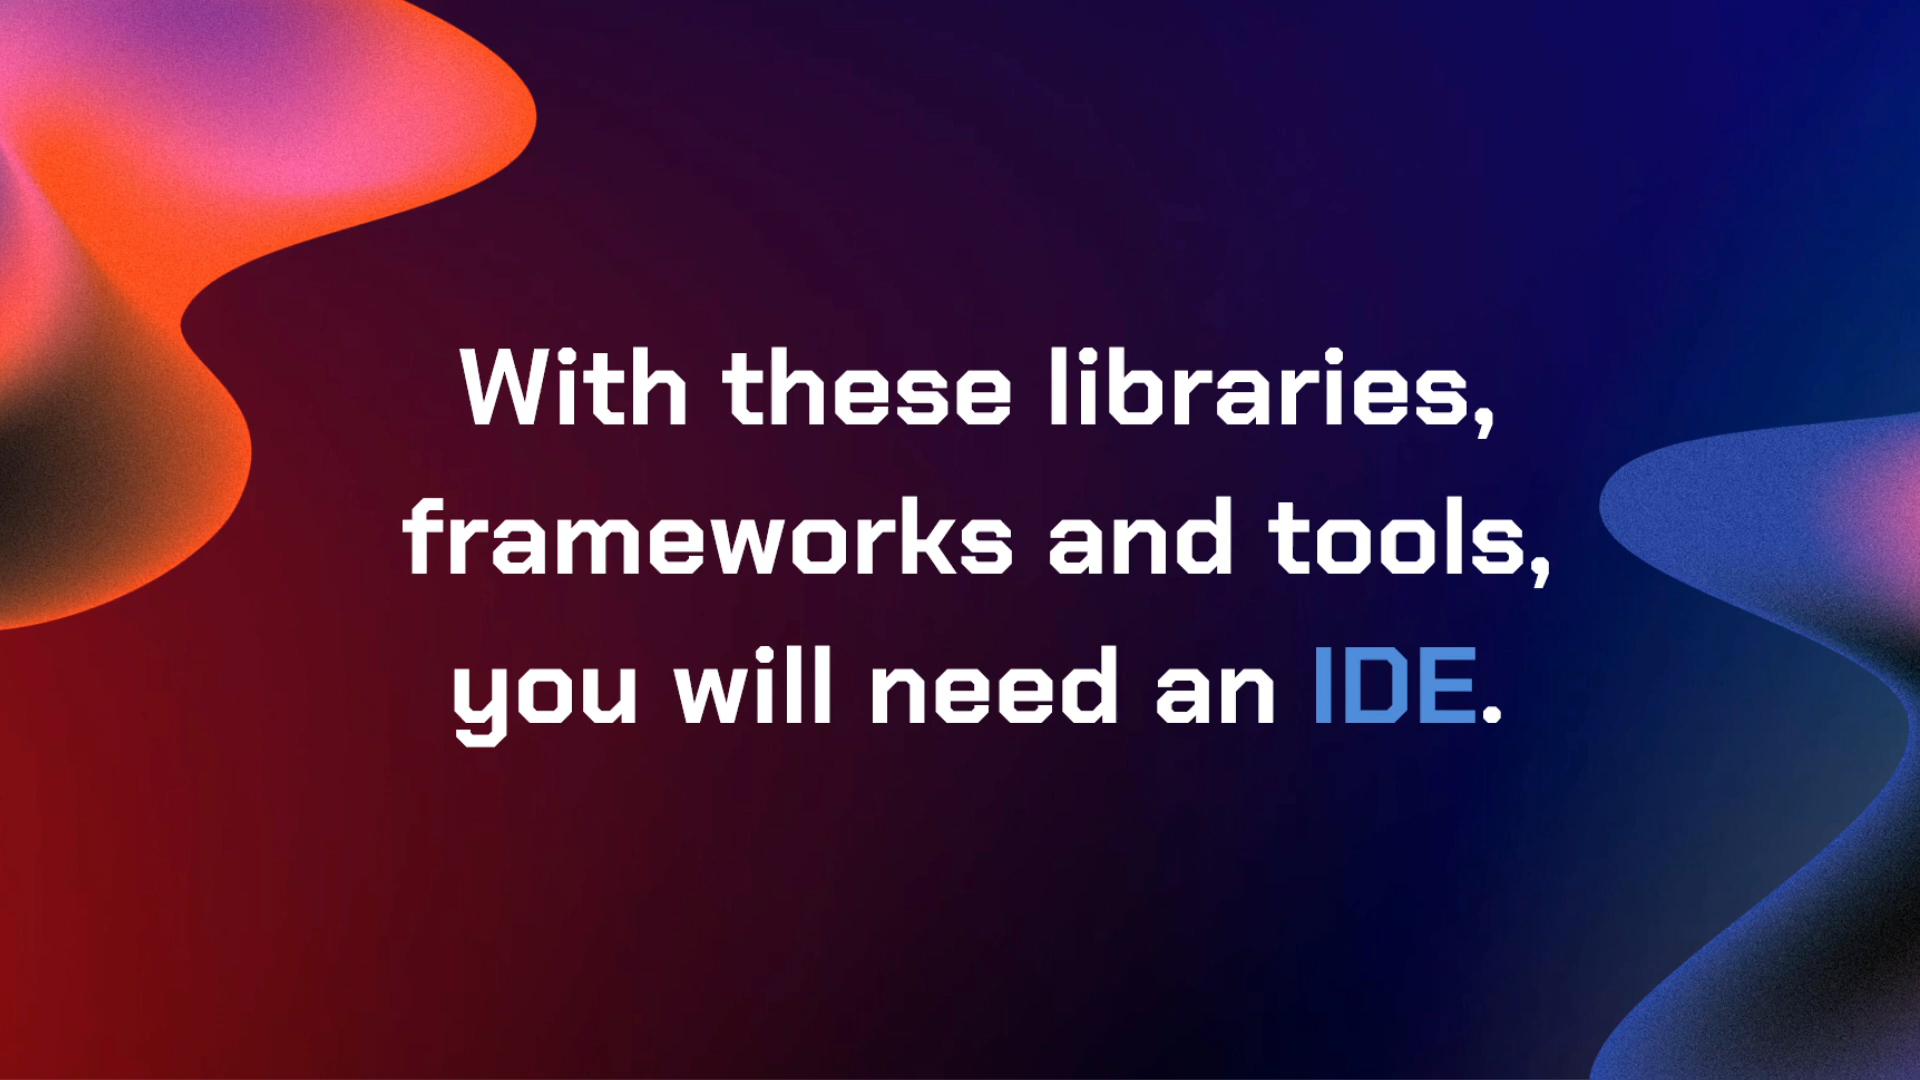 With these libraries,
frameworks and tools,
you will need an IDE.